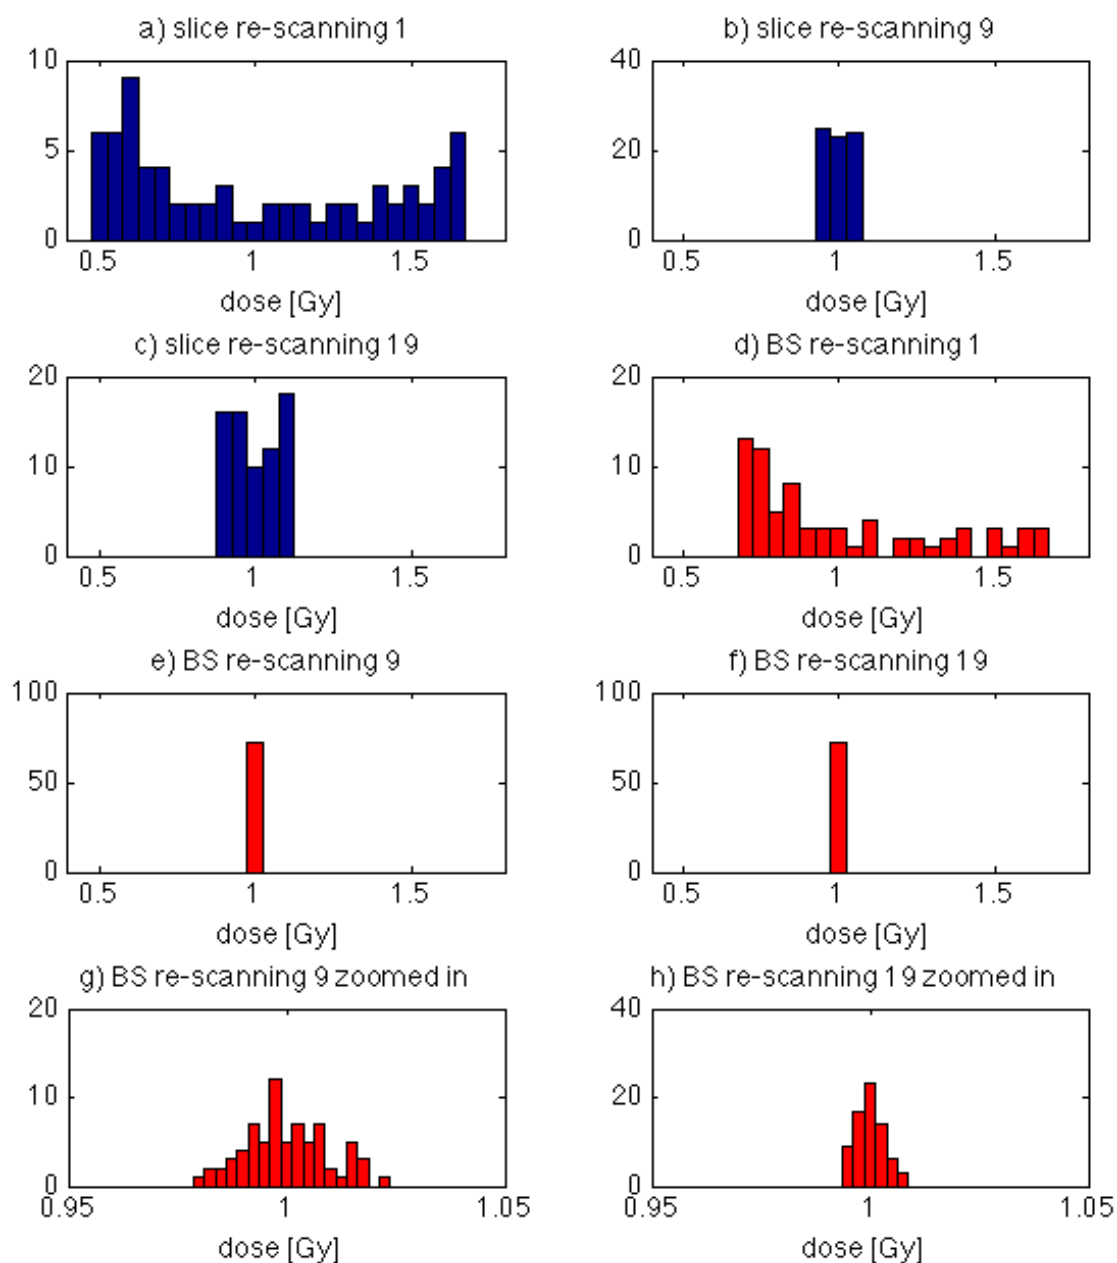 a) slice re-scanning 1
b) slice re-scanning 9
10
5
0
0.5 1 1.5
dose [Gy]
40
20
0
0.5 1 1.5
dose [Gy]
c) slice re-scanning 19
d) BS re-scanning 1
20
10
0
0.5 1 1.5
dose [Gy]
20
10
0
0.5 1 1.5
dose [Gy]
e) BS re-scanning 9
f) BS re-scanning 19
100
50
0
0.5 1 1.5
dose [Gy]
100
50
0
0.5 1 1.5
dose [Gy]
g) BS re-scanning 9 zoomed in
h) BS re-scanning 19 zoomed in
20
10
0
0.95 1 1.05
dose [Gy]
40
20
0
0.95 1 1.05
dose [Gy]